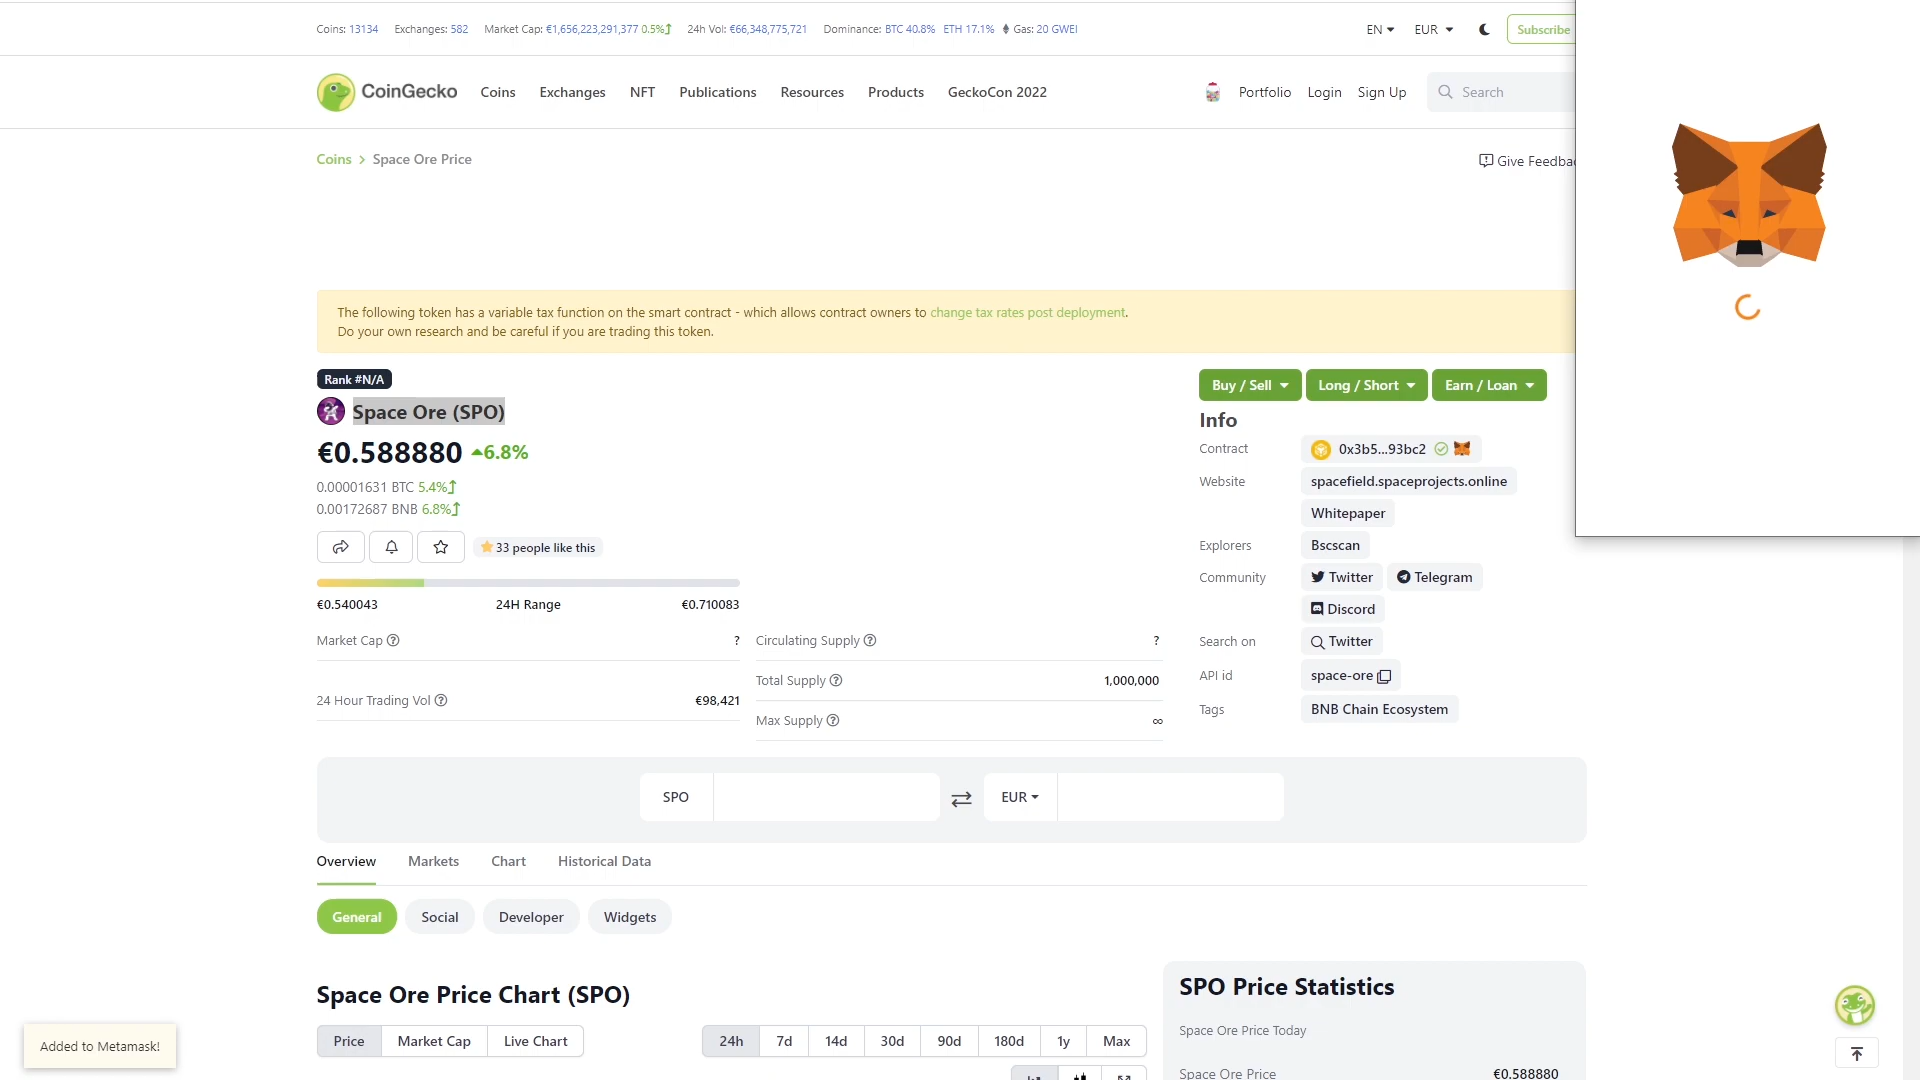 Coins: 13134 Exchanges: 582 Market Cap: €1,656,223,291,377 0.5% 24h Vol: €66,348,775,721 Dominance: BTC 40.8% ETH 17.1% Gas: 20 GWEI
EN EUR Subscribe
CoinGecko Coins Exchanges NFT Publications Resources Products GeckoCon 2022 Portfolio Login Sign Up Search
Coins > Space Ore Price
Give Feedbac
The following token has a variable tax function on the smart contract - which allows contract owners to change tax rates post deployment.
Do your own research and be careful if you are trading this token.
Rank #N/A
Space Ore (SPO)
€0.588880 6.8%
0.00001631 BTC 5.4%
0.00172687 BNB 6.8%
33 people like this
€0.540043 24H Range €0.710083
Market Cap ?
24 Hour Trading Vol €98,421
Circulating Supply ?
Total Supply 1,000,000
Max Supply ∞
Buy / Sell Long / Short Earn / Loan
Info
Contract 0x3b5...93bc2
Website spacefield.spaceprojects.online
Whitepaper
Explorers Bscscan
Community Twitter Telegram
Discord
Search on Twitter
API id space-ore
Tags BNB Chain Ecosystem
SPO EUR
Overview Markets Chart Historical Data
General Social Developer Widgets
Space Ore Price Chart (SPO)
Price Market Cap Live Chart
24h 7d 14d 30d 90d 180d 1y Max
SPO Price Statistics
Space Ore Price Today
Space Ore Price €0.588880
Added to Metamask!